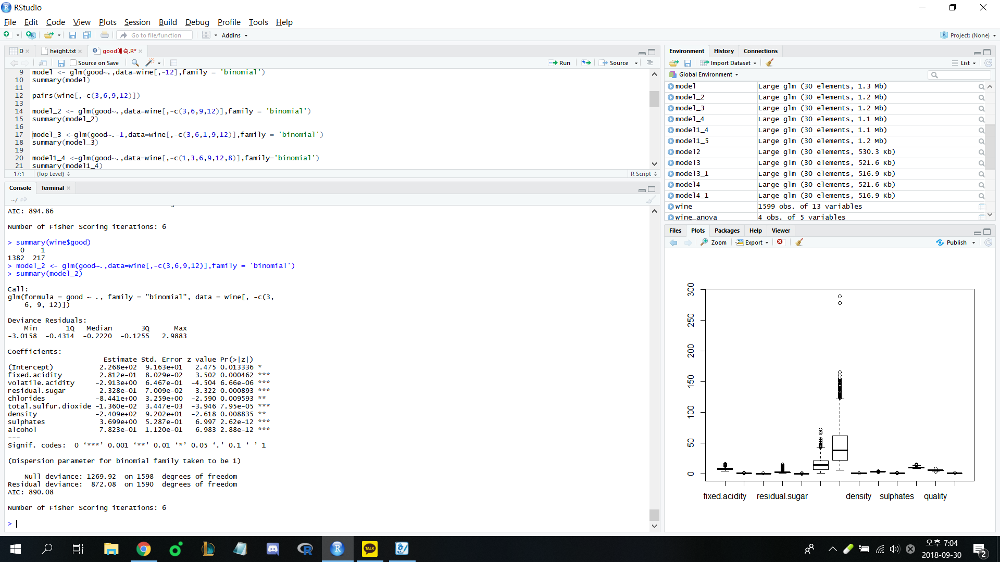 RStudio
File Edit Code View Plots Session Build Debug Profile Tools Help
Go to file/function Addins Project: (None)
D height.txt good예측.R*
Source on Save Run Source
9 model <- glm(good~.,data=wine[,-12],family = 'binomial')
10 summary(model)
11
12 pairs(wine[,-c(3,6,9,12)])
13
14 model_2 <- glm(good~.,data=wine[,-c(3,6,9,12)],family = 'binomial')
15 summary(model_2)
16
17 model_3 <-glm(good~.-1,data=wine[,-c(3,6,1,9,12)],family = 'binomial')
18 summary(model_3)
19
20 model1_4 <-glm(good~.,data=wine[,-c(1,3,6,9,12,8)],family='binomial')
21 summary(model1_4)
17:1 (Top Level) R Script
Console Terminal
~/
AIC: 894.86
Number of Fisher Scoring iterations: 6
> summary(wine$good)
0 1
1382 217
> model_2 <- glm(good~.,data=wine[,-c(3,6,9,12)],family = 'binomial')
> summary(model_2)
Call:
glm(formula = good ~ ., family = "binomial", data = wine[, -c(3,
6, 9, 12)])
Deviance Residuals:
Min 1Q Median 3Q Max
-3.0158 -0.4314 -0.2220 -0.1255 2.9883
Coefficients:
Estimate Std. Error z value Pr(>|z|)
(Intercept) 2.268e+02 9.163e+01 2.475 0.013336 *
fixed.acidity 2.812e-01 8.029e-02 3.502 0.000462 ***
volatile.acidity -2.913e+00 6.467e-01 -4.504 6.66e-06 ***
residual.sugar 2.328e-01 7.009e-02 3.322 0.000893 ***
chlorides -8.441e+00 3.259e+00 -2.590 0.009593 **
total.sulfur.dioxide -1.360e-02 3.447e-03 -3.946 7.95e-05 ***
density -2.409e+02 9.202e+01 -2.618 0.008835 **
sulphates 3.699e+00 5.287e-01 6.997 2.62e-12 ***
alcohol 7.823e-01 1.120e-01 6.983 2.88e-12 ***
---
Signif. codes: 0 ‘***’ 0.001 ‘**’ 0.01 ‘*’ 0.05 ‘.’ 0.1 ‘ ’ 1
(Dispersion parameter for binomial family taken to be 1)
Null deviance: 1269.92 on 1598 degrees of freedom
Residual deviance: 872.08 on 1590 degrees of freedom
AIC: 890.08
Number of Fisher Scoring iterations: 6
>
Environment History Connections
Import Dataset List
Global Environment
model Large glm (30 elements, 1.3 Mb)
model_2 Large glm (30 elements, 1.2 Mb)
model_3 Large glm (30 elements, 1.2 Mb)
model_4 Large glm (30 elements, 1.1 Mb)
model1_4 Large glm (30 elements, 1.1 Mb)
model1_5 Large glm (30 elements, 1.2 Mb)
model2 Large glm (30 elements, 530.3 Kb)
model3 Large glm (30 elements, 521.6 Kb)
model3_1 Large glm (30 elements, 516.9 Kb)
model4 Large glm (30 elements, 521.6 Kb)
model4_1 Large glm (30 elements, 516.9 Kb)
wine 1599 obs. of 13 variables
wine_anova 4 obs. of 5 variables
Files Plots Packages Help Viewer
Zoom Export Publish
300
250
200
150
100
50
0
fixed.acidity residual.sugar density sulphates quality
TALK
오후 7:04
2018-09-30
2